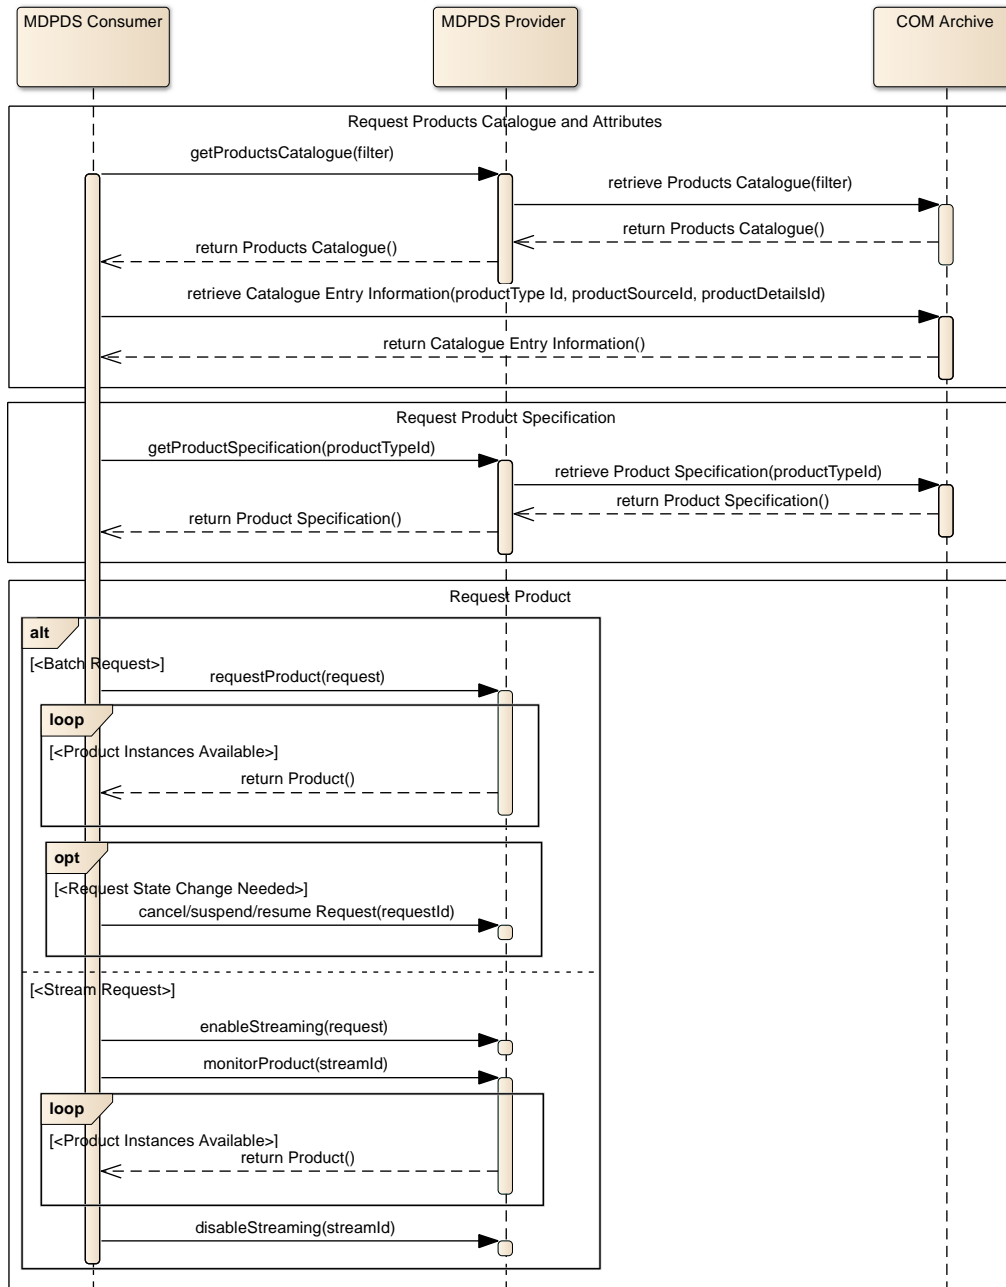 MDPDS Consumer
MDPDS Provider
COM Archive
Request Products Catalogue and Attributes
getProductsCatalogue(filter)
retrieve Products Catalogue(filter)
return Products Catalogue()
return Products Catalogue()
retrieve Catalogue Entry Information(productType Id, productSourceId, productDetailsId)
return Catalogue Entry Information()
Request Product Specification
getProductSpecification(productTypeId)
retrieve Product Specification(productTypeId)
return Product Specification()
return Product Specification()
Request Product
alt
[<Batch Request>]
requestProduct(request)
loop
[<Product Instances Available>]
return Product()
opt
[<Request State Change Needed>]
cancel/suspend/resume Request(requestId)
[<Stream Request>]
enableStreaming(request)
monitorProduct(streamId)
loop
[<Product Instances Available>]
return Product()
disableStreaming(streamId)